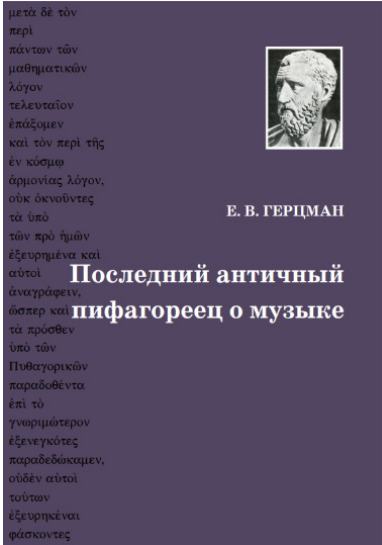 μετὰ δὲ τὸν
περὶ
πάντων τῶν
μαθηματικῶν
λόγον
τελευταῖον
ἐπάξομεν
καὶ τὸν περὶ τῆς
ἐν κόσμῳ
ἁρμονίας λόγον,
οὐκ ὀκνοῦντες
τὰ ὑπὸ
τῶν πρὸ ἡμῶν
ἐξευρημένα καὶ
αὐτοὶ
ἀναγράφειν,
ὥσπερ καὶ
τὰ πρόσθεν
ὑπὸ τῶν
Πυθαγορικῶν
παραδοθέντα
ἐπὶ τὸ
γνωριμώτερον
ἐξενεγκότες
παραδεδώκαμεν,
οὐδὲν αὐτοὶ
τούτων
ἐξευρηκέναι
φάσκοντες
Е. В. ГЕРЦМАН
Последний античный
пифагореец о музыке